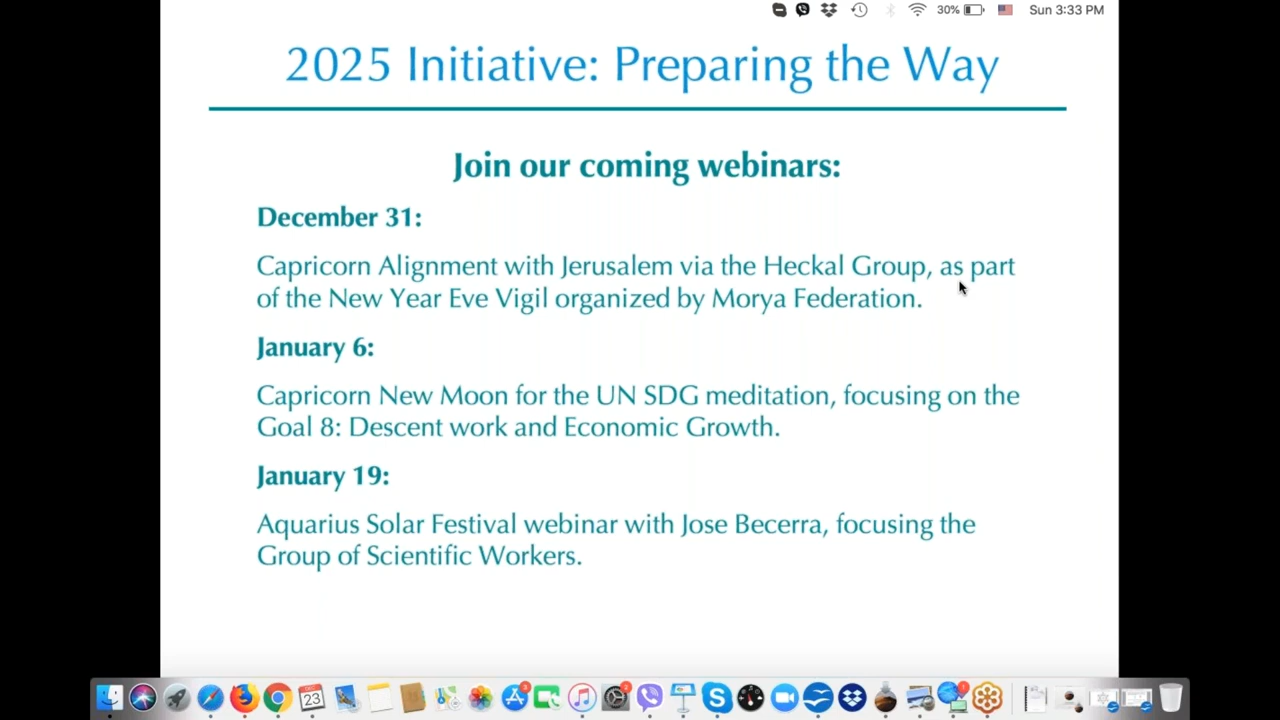 30% Sun 3:33 PM
2025 Initiative: Preparing the Way
Join our coming webinars:
December 31:
Capricorn Alignment with Jerusalem via the Heckal Group, as part
of the New Year Eve Vigil organized by Morya Federation.
January 6:
Capricorn New Moon for the UN SDG meditation, focusing on the
Goal 8: Descent work and Economic Growth.
January 19:
Aquarius Solar Festival webinar with Jose Becerra, focusing the
Group of Scientific Workers.
23